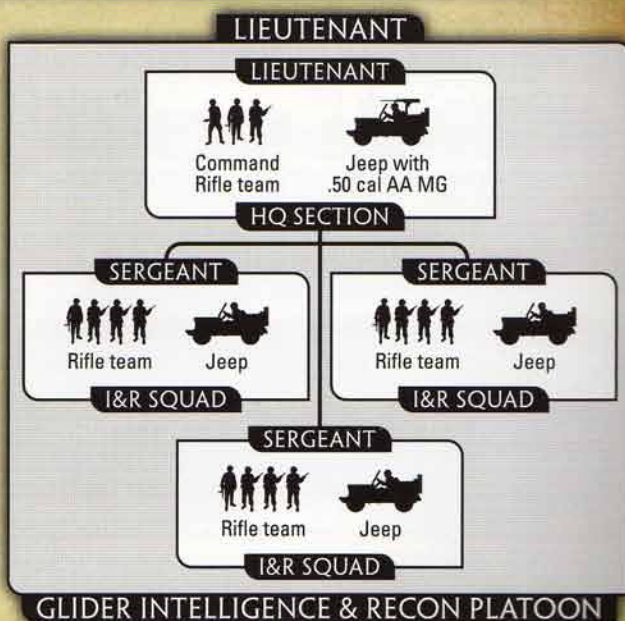 LIEUTENANT
LIEUTENANT
Command
Rifle team
Jeep with
.50 cal AA MG
HQ SECTION
SERGEANT
Rifle team
Jeep
I&R SQUAD
SERGEANT
Rifle team
Jeep
I&R SQUAD
SERGEANT
Rifle team
Jeep
I&R SQUAD
GLIDER INTELLIGENCE & RECON PLATOON